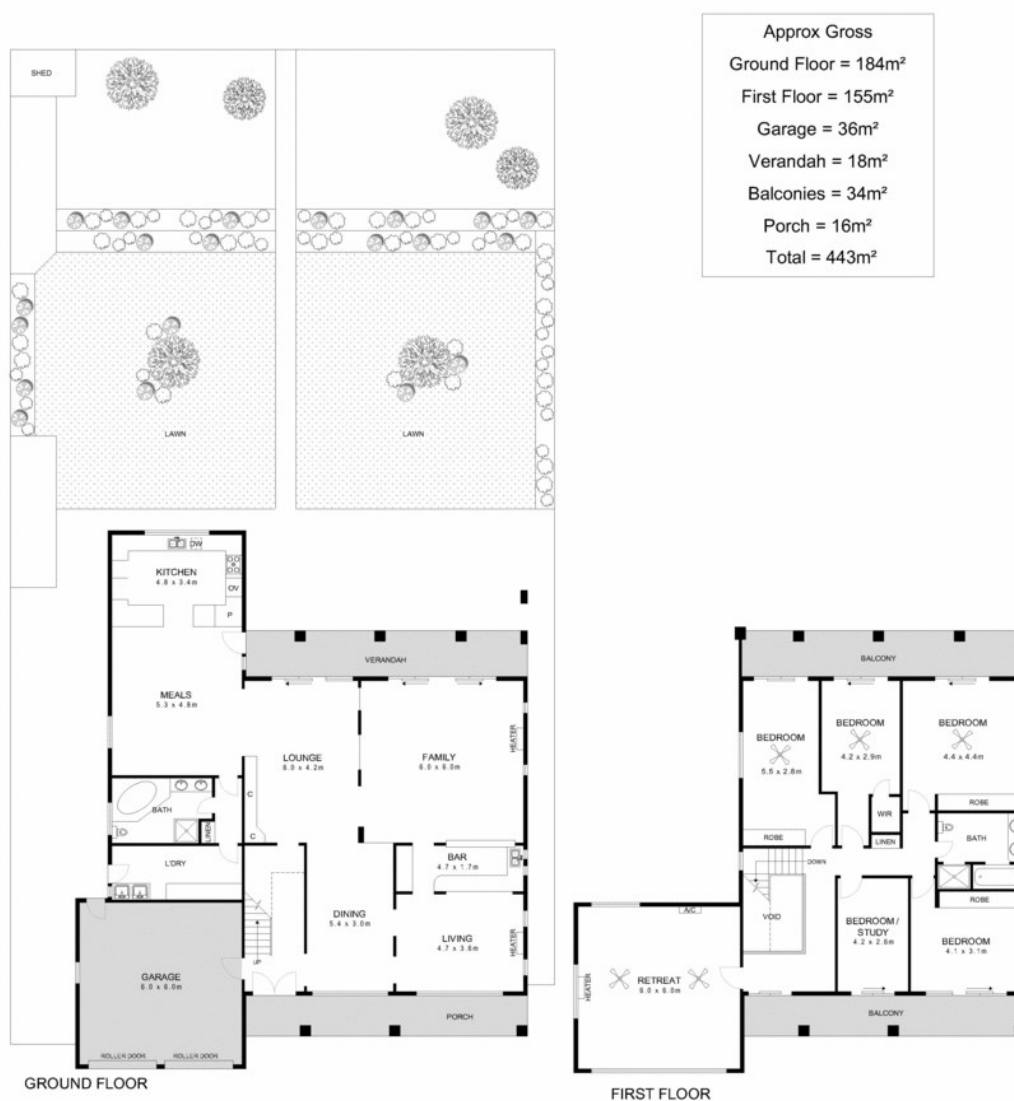 Approx Gross
Ground Floor = 184m²
First Floor = 155m²
Garage = 36m²
Verandah = 18m²
Balconies = 34m²
Porch = 16m²
Total = 443m²
SHED
LAWN
LAWN
DW
KITCHEN
4.8 x 3.4m
OV
P
VERANDAH
MEALS
5.3 x 4.8m
LOUNGE
6.0 x 4.2m
FAMILY
6.0 x 6.0m
HEATER
C
C
BATH
LINEN
L'DRY
BAR
4.7 x 1.7m
DINING
5.4 x 3.0m
LIVING
4.7 x 3.6m
HEATER
UP
GARAGE
6.0 x 6.0m
ROLLER DOOR
ROLLER DOOR
PORCH
GROUND FLOOR
BALCONY
BEDROOM
5.5 x 2.8m
BEDROOM
4.2 x 2.9m
BEDROOM
4.4 x 4.4m
ROBE
WIR
ROBE
LINEN
BATH
DOWN
VOID
ROBE
BEDROOM /
STUDY
4.2 x 2.6m
BEDROOM
4.1 x 3.1m
A/C
HEATER
RETREAT
6.0 x 6.0m
BALCONY
FIRST FLOOR